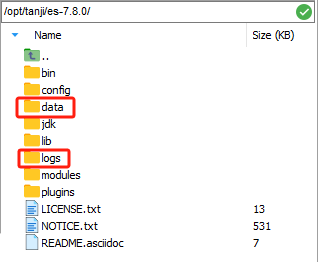 /opt/tanji/es-7.8.0/
Name Size (KB)
..
bin
config
data
jdk
lib
logs
modules
plugins
LICENSE.txt 13
NOTICE.txt 531
README.asciidoc 7